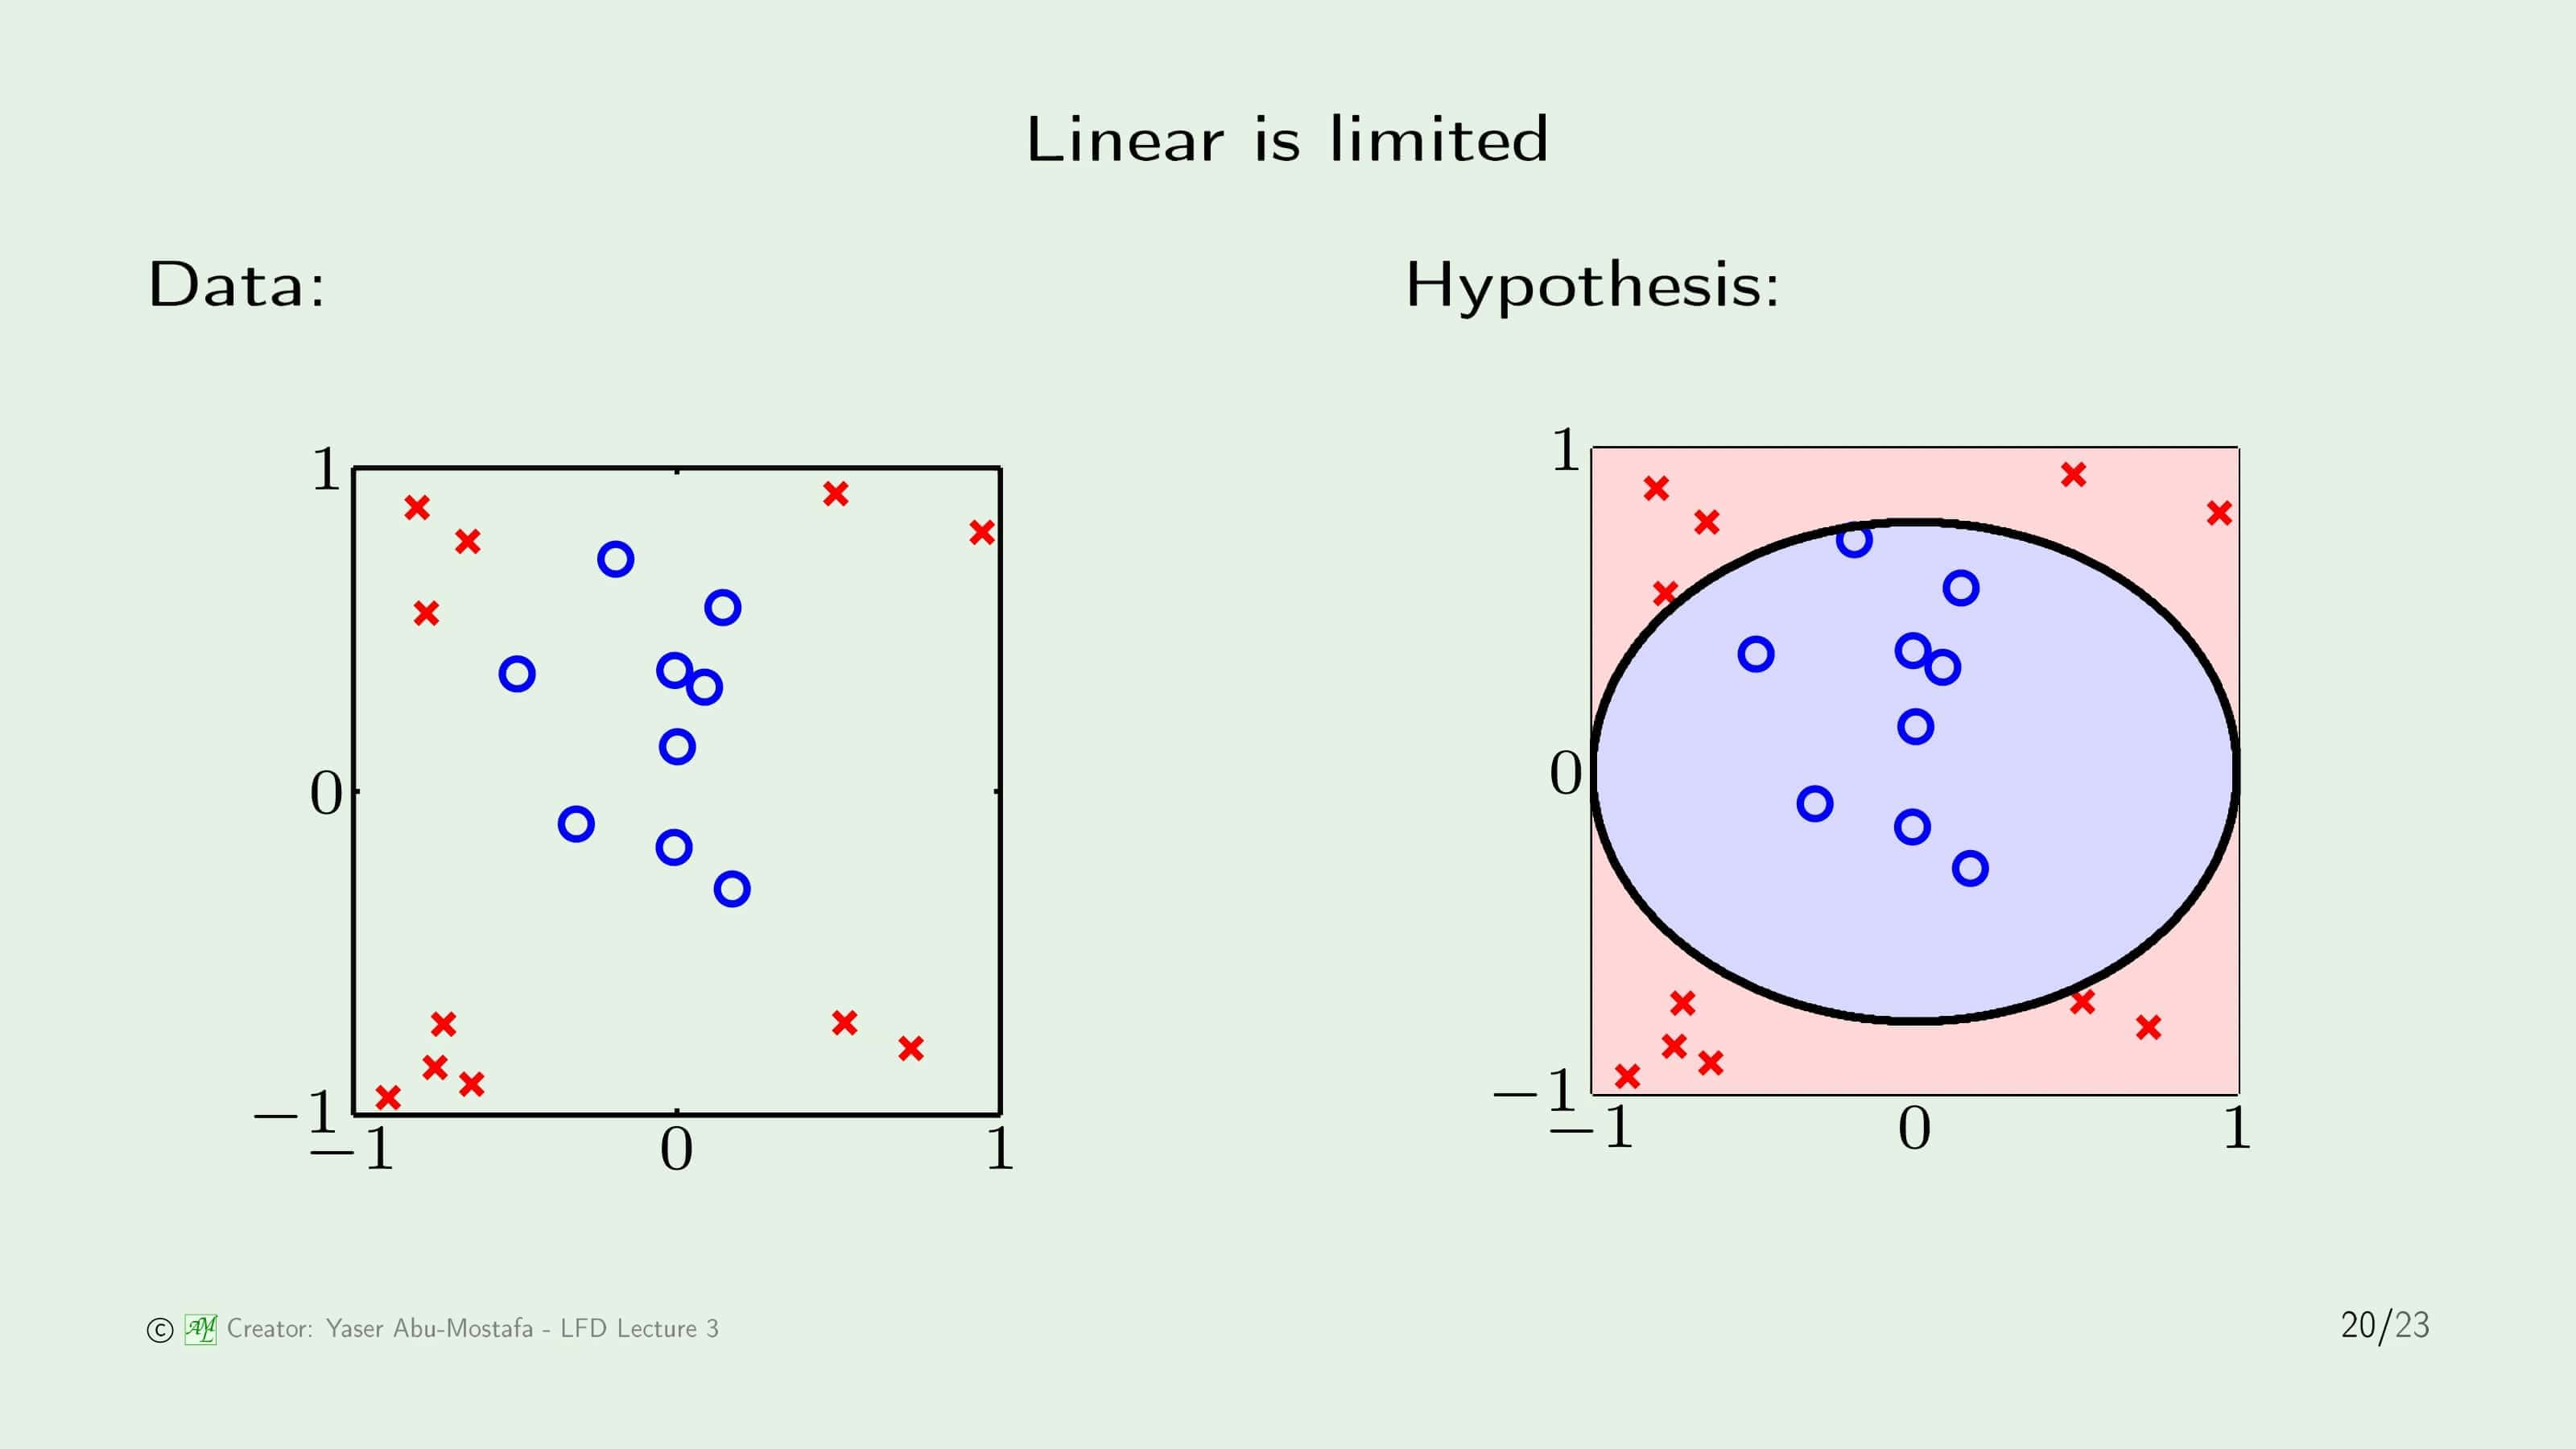 Linear is limited
Data:
Hypothesis:
1
0
−1
−1 0 1
1
0
−1
−1 0 1
© AML Creator: Yaser Abu-Mostafa - LFD Lecture 3
20/23